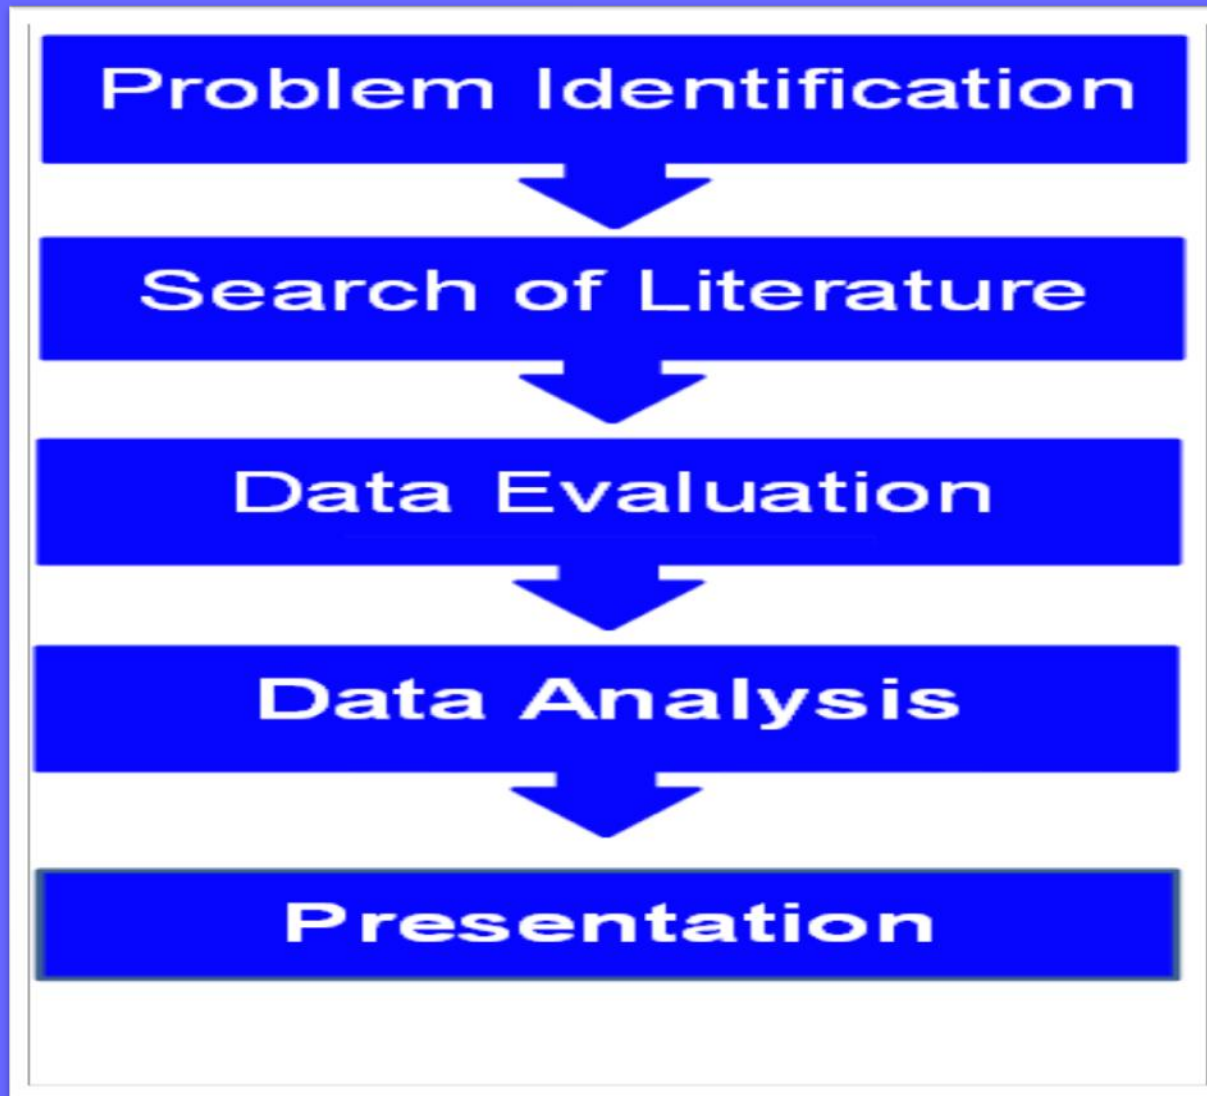 Problem Identification
Search of Literature
Data Evaluation
Data Analysis
Presentation